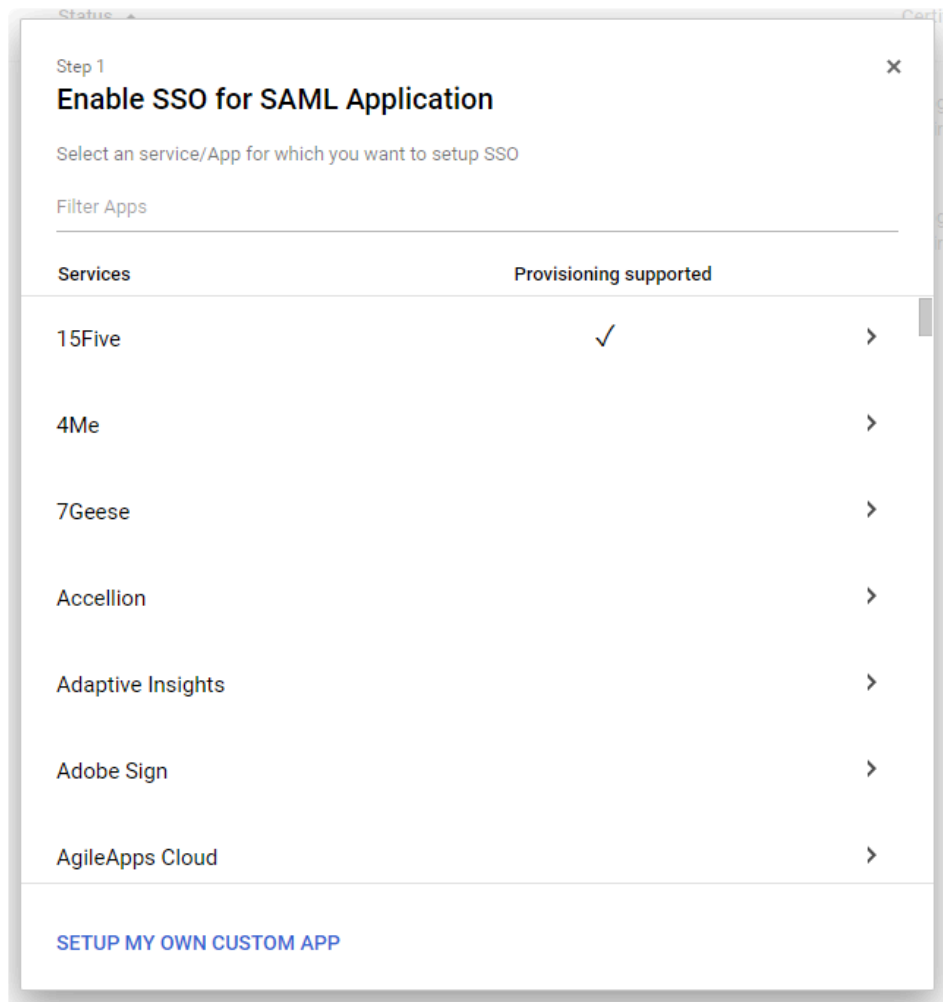 Status
Step 1
Enable SSO for SAML Application
Select an service/App for which you want to setup SSO
Filter Apps
Services Provisioning supported
15Five
4Me
7Geese
Accellion
Adaptive Insights
Adobe Sign
AgileApps Cloud
SETUP MY OWN CUSTOM APP